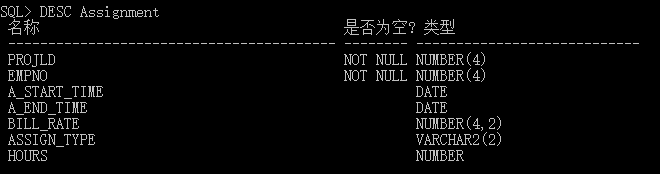 SQL> DESC Assignment
名称 是否为空? 类型
----------------------------------------- -------- ----------------------------
PROJLD NOT NULL NUMBER(4)
EMPNO NOT NULL NUMBER(4)
A_START_TIME DATE
A_END_TIME DATE
BILL_RATE NUMBER(4,2)
ASSIGN_TYPE VARCHAR2(2)
HOURS NUMBER